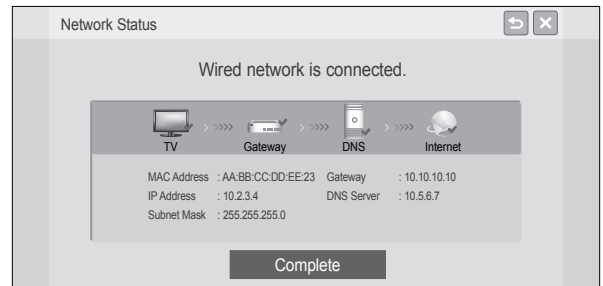 Network Status
Wired network is connected.
TV Gateway DNS Internet
MAC Address : AA:BB:CC:DD:EE:23 Gateway : 10.10.10.10
IP Address : 10.2.3.4 DNS Server : 10.5.6.7
Subnet Mask : 255.255.255.0
Complete